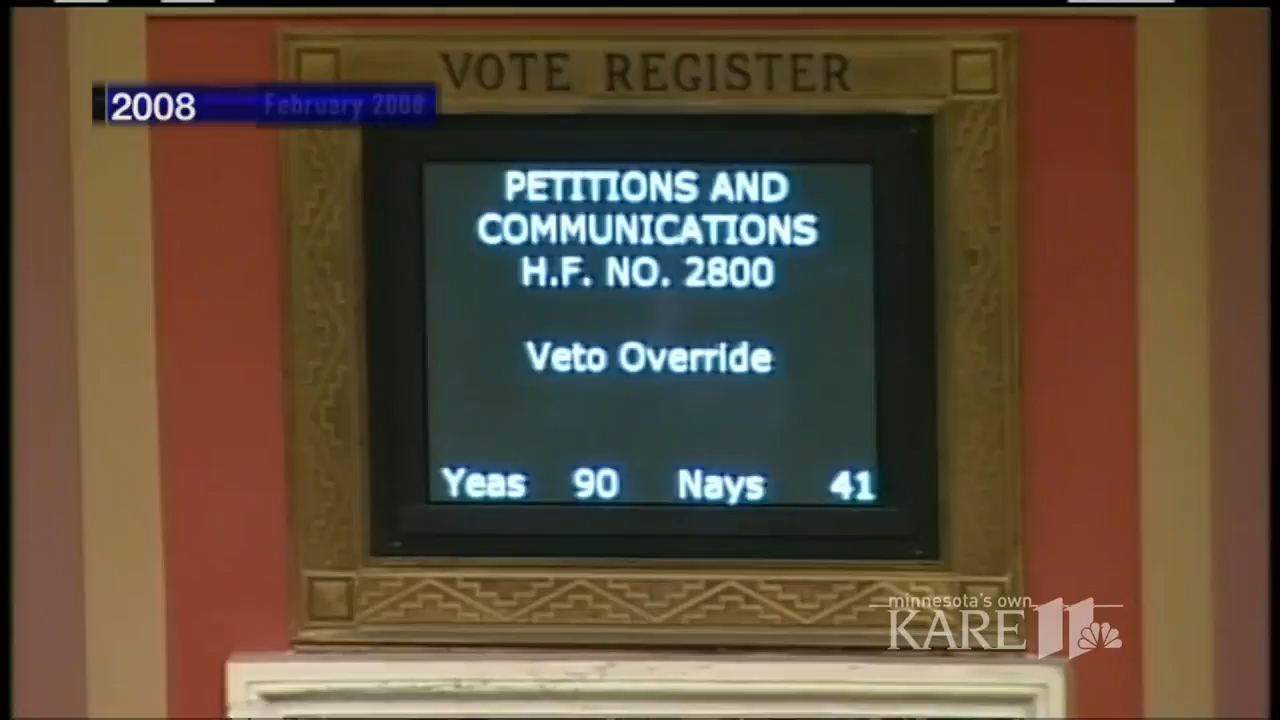 VOTE REGISTER
2008 February 2008
PETITIONS AND
COMMUNICATIONS
H.F. NO. 2800
Veto Override
Yeas 90 Nays 41
minnesota's own
KARE 11